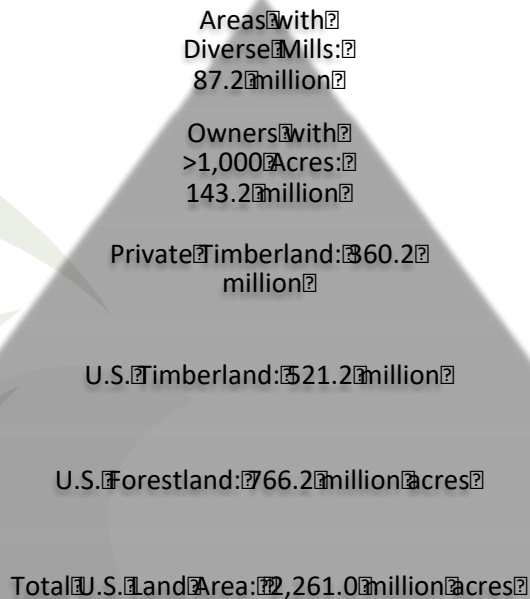 Areas with
Diverse Mills:
87.2 million
Owners with
>1,000 Acres:
143.2 million
Private Timberland: 360.2
million
U.S. Timberland: 521.2 million
U.S. Forestland: 766.2 million acres
Total U.S. Land Area: 2,261.0 million acres